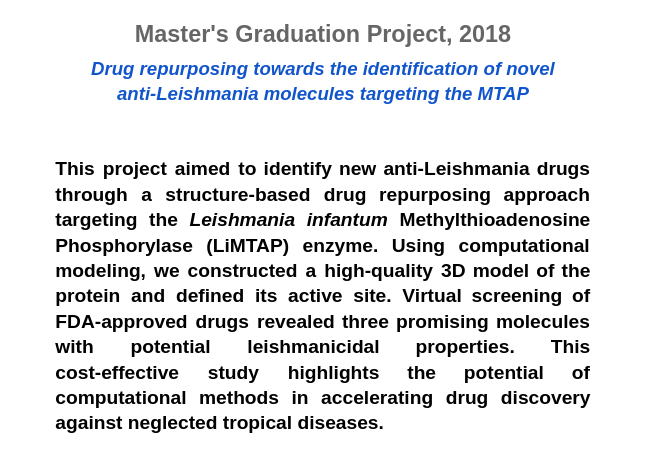 Master's Graduation Project, 2018
Drug repurposing towards the identification of novel
anti-Leishmania molecules targeting the MTAP
This project aimed to identify new anti-Leishmania drugs
through a structure-based drug repurposing approach
targeting the Leishmania infantum Methylthioadenosine
Phosphorylase (LiMTAP) enzyme. Using computational
modeling, we constructed a high-quality 3D model of the
protein and defined its active site. Virtual screening of
FDA-approved drugs revealed three promising molecules
with potential leishmanicidal properties. This
cost-effective study highlights the potential of
computational methods in accelerating drug discovery
against neglected tropical diseases.